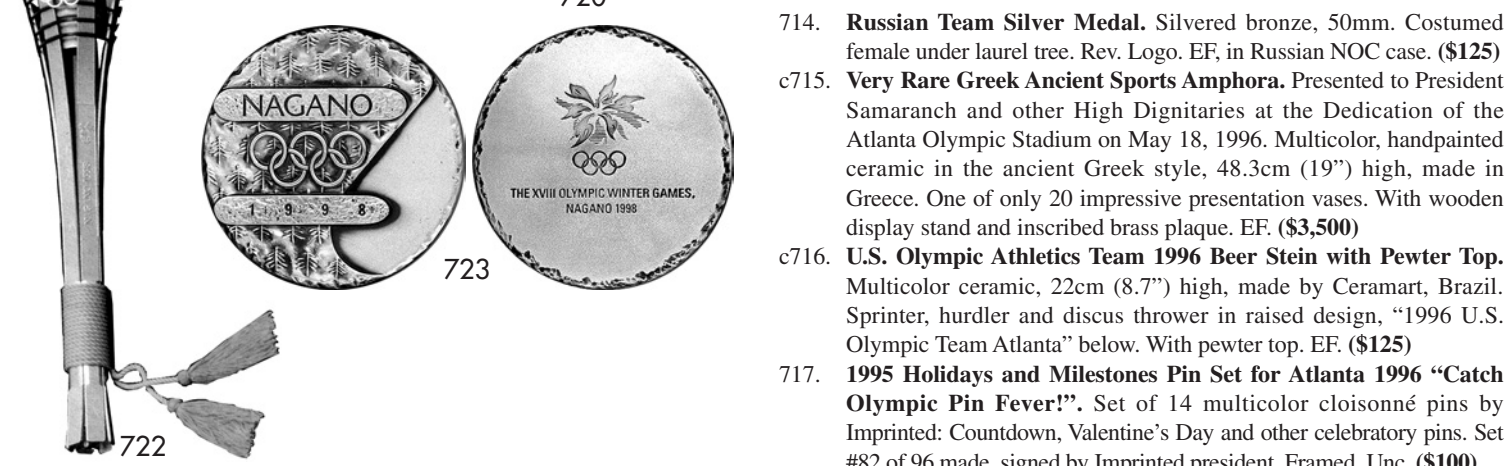 720
NAGANO
1 9 9 8
THE XVIII OLYMPIC WINTER GAMES,
NAGANO 1998
723
722
714. Russian Team Silver Medal. Silvered bronze, 50mm. Costumed
female under laurel tree. Rev. Logo. EF, in Russian NOC case. ($125)
c715. Very Rare Greek Ancient Sports Amphora. Presented to President
Samaranch and other High Dignitaries at the Dedication of the
Atlanta Olympic Stadium on May 18, 1996. Multicolor, handpainted
ceramic in the ancient Greek style, 48.3cm (19”) high, made in
Greece. One of only 20 impressive presentation vases. With wooden
display stand and inscribed brass plaque. EF. ($3,500)
c716. U.S. Olympic Athletics Team 1996 Beer Stein with Pewter Top.
Multicolor ceramic, 22cm (8.7”) high, made by Ceramart, Brazil.
Sprinter, hurdler and discus thrower in raised design, “1996 U.S.
Olympic Team Atlanta” below. With pewter top. EF. ($125)
717. 1995 Holidays and Milestones Pin Set for Atlanta 1996 “Catch
Olympic Pin Fever!”. Set of 14 multicolor cloisonné pins by
Imprinted: Countdown, Valentine’s Day and other celebratory pins. Set
#82 of 96 made, signed by Imprinted president. Framed. Unc. ($100)